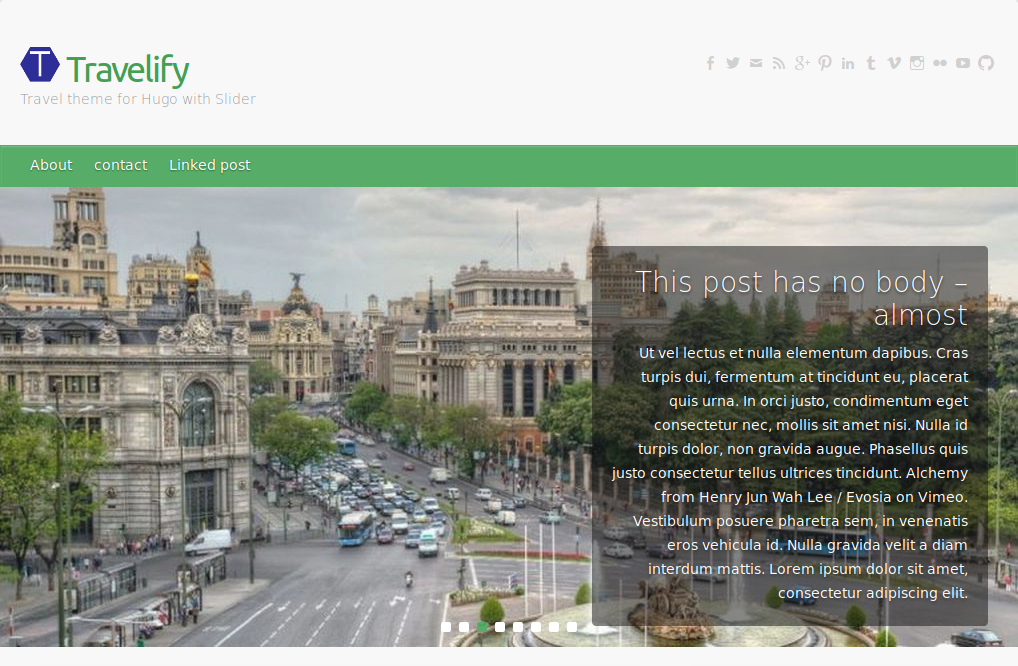 T Travelify
Travel theme for Hugo with Slider
About contact Linked post
This post has no body –
almost
Ut vel lectus et nulla elementum dapibus. Cras
turpis dui, fermentum at tincidunt eu, placerat
quis urna. In orci justo, condimentum eget
consectetur nec, mollis sit amet nisi. Nulla id
turpis dolor, non gravida augue. Phasellus quis
justo consectetur tellus ultrices tincidunt. Alchemy
from Henry Jun Wah Lee / Evosia on Vimeo.
Vestibulum posuere pharetra sem, in venenatis
eros vehicula id. Nulla gravida velit a diam
interdum mattis. Lorem ipsum dolor sit amet,
consectetur adipiscing elit.